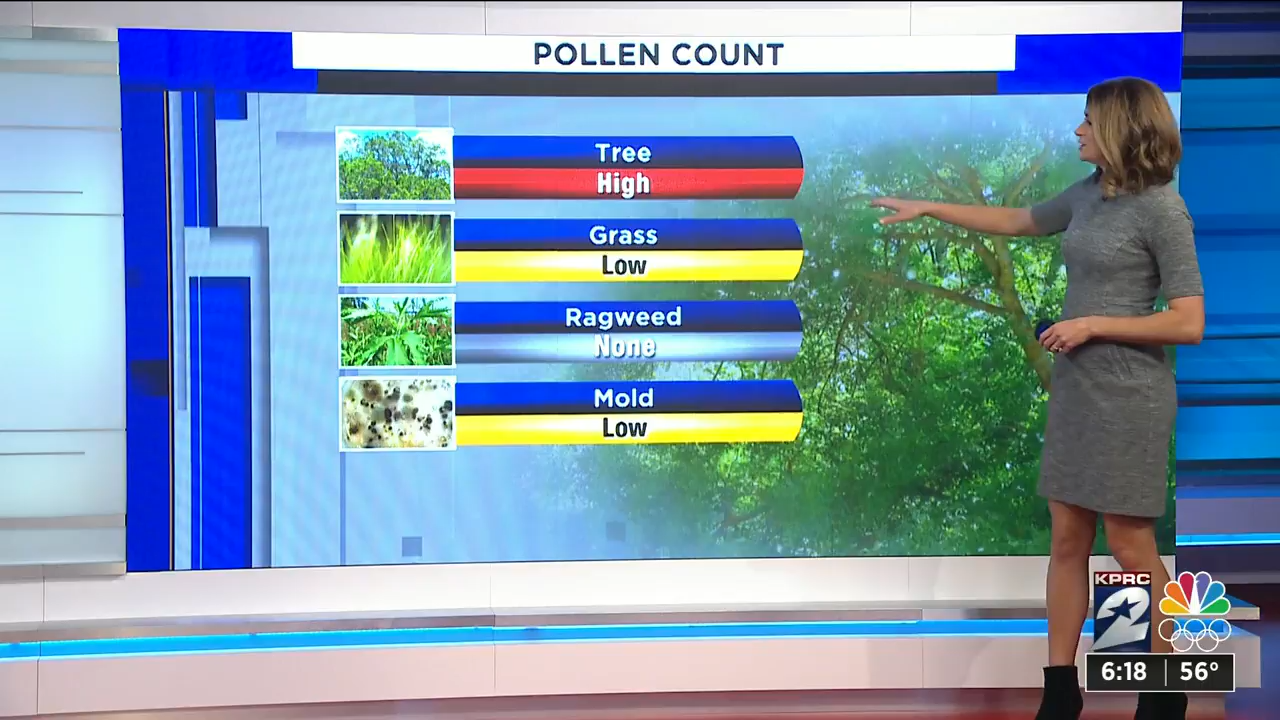 POLLEN COUNT
Tree
High
Grass
Low
Ragweed
None
Mold
Low
KPRC
2
6:18 56°